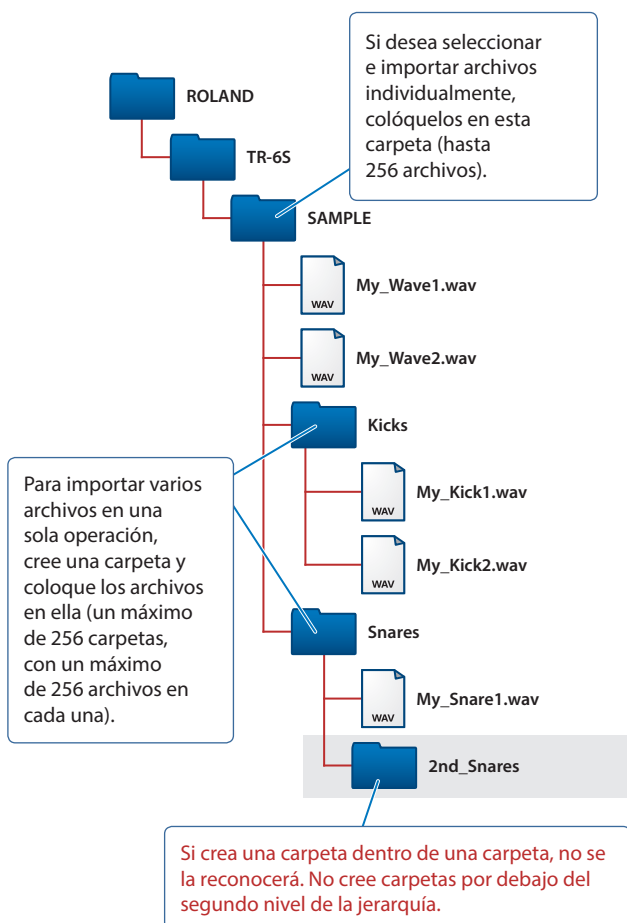 Si desea seleccionar
e importar archivos
individualmente,
colóquelos en esta
carpeta (hasta
256 archivos).
ROLAND
TR-6S
SAMPLE
WAV
My_Wave1.wav
WAV
My_Wave2.wav
Kicks
Para importar varios
archivos en una
sola operación,
cree una carpeta y
coloque los archivos
en ella (un máximo
de 256 carpetas,
con un máximo
de 256 archivos en
cada una).
WAV
My_Kick1.wav
WAV
My_Kick2.wav
Snares
WAV
My_Snare1.wav
2nd_Snares
Si crea una carpeta dentro de una carpeta, no se
la reconocerá. No cree carpetas por debajo del
segundo nivel de la jerarquía.